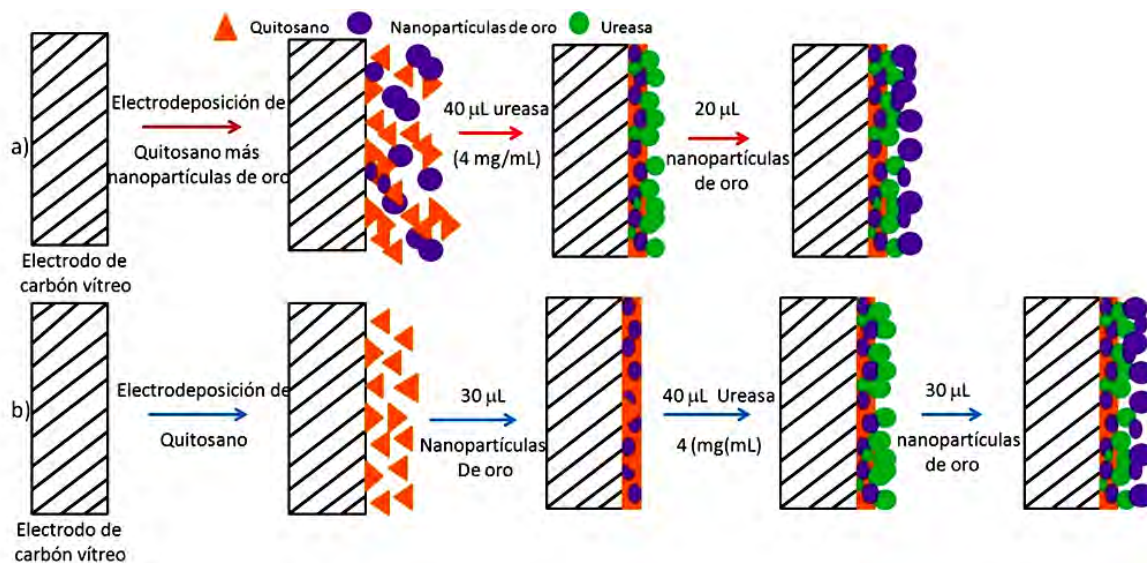 Quitosano Nanopartículas de oro Ureasa
a)
Electrodo de
carbón vítreo
Electrodeposición de
Quitosano más
nanopartículas de oro
40 µL ureasa
(4 mg/mL)
20 µL
nanopartículas
de oro
b)
Electrodo de
carbón vítreo
Electrodeposición de
Quitosano
30 µL
Nanopartículas
De oro
40 µL Ureasa
4 (mg(mL)
30 µL
nanopartículas
de oro